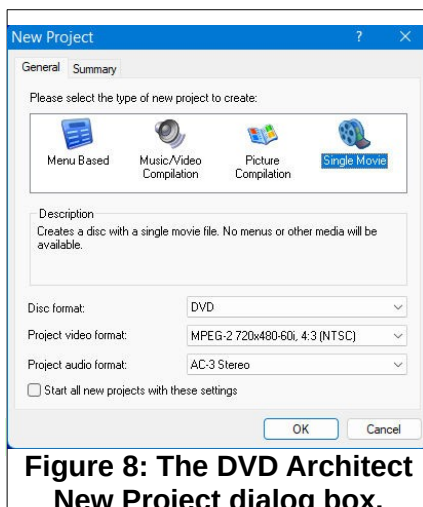 New Project ? ×
General Summary
Please select the type of new project to create:
Menu Based Music/Video Compilation Picture Compilation Single Movie
Description
Creates a disc with a single movie file. No menus or other media will be
available.
Disc format: DVD
Project video format: MPEG-2 720x480-60i, 4:3 (NTSC)
Project audio format: AC-3 Stereo
Start all new projects with these settings
OK Cancel
Figure 8: The DVD Architect
New Project dialog box.